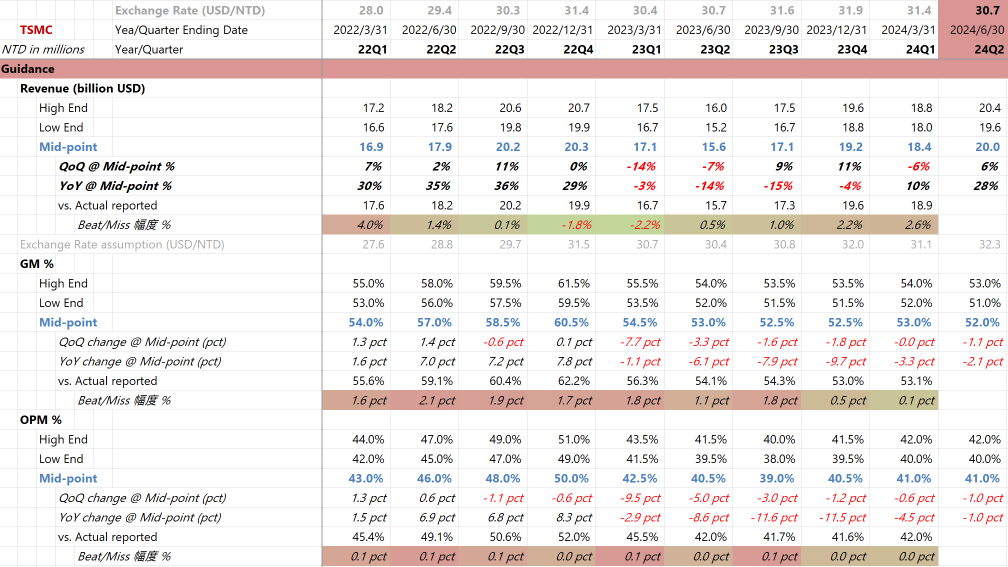 Exchange Rate (USD/NTD) 28.0 29.4 30.3 31.4 30.4 30.7 31.6 31.9 31.4 30.7
TSMC Yea/Quarter Ending Date 2022/3/31 2022/6/30 2022/9/30 2022/12/31 2023/3/31 2023/6/30 2023/9/30 2023/12/31 2024/3/31 2024/6/30
NTD in millions Year/Quarter 22Q1 22Q2 22Q3 22Q4 23Q1 23Q2 23Q3 23Q4 24Q1 24Q2
Guidance
Revenue (billion USD)
High End 17.2 18.2 20.6 20.7 17.5 16.0 17.5 19.6 18.8 20.4
Low End 16.6 17.6 19.8 19.9 16.7 15.2 16.7 18.8 18.0 19.6
Mid-point 16.9 17.9 20.2 20.3 17.1 15.6 17.1 19.2 18.4 20.0
QoQ @ Mid-point % 7% 2% 11% 0% -14% -7% 9% 11% -6% 6%
YoY @ Mid-point % 30% 35% 36% 29% -3% -14% -15% -4% 10% 28%
vs. Actual reported 17.6 18.2 20.2 19.9 16.7 15.7 17.3 19.6 18.9
Beat/Miss 幅度 % 4.0% 1.4% 0.1% -1.8% -2.2% 0.5% 1.0% 2.2% 2.6%
Exchange Rate assumption (USD/NTD) 27.6 28.7 29.7 31.5 30.7 30.4 30.8 32.0 31.1 32.3
GM %
High End 55.0% 58.0% 59.5% 61.5% 55.5% 54.0% 53.5% 53.5% 54.0% 53.0%
Low End 53.0% 56.0% 57.5% 59.5% 53.5% 52.0% 51.5% 51.5% 52.0% 51.0%
Mid-point 54.0% 57.0% 58.5% 60.5% 54.5% 53.0% 52.5% 52.5% 53.0% 52.0%
QoQ change @ Mid-point (pct) 1.3 pct 1.4 pct -0.6 pct 0.1 pct -7.7 pct -3.3 pct -1.6 pct -1.8 pct -0.0 pct -1.1 pct
YoY change @ Mid-point (pct) 1.6 pct 7.0 pct 7.2 pct 7.8 pct -1.1 pct -6.1 pct -7.9 pct -9.7 pct -3.3 pct -2.1 pct
vs. Actual reported 55.6% 59.1% 60.4% 62.2% 56.3% 54.1% 54.3% 53.0% 53.1%
Beat/Miss 幅度 % 1.6 pct 2.1 pct 1.9 pct 1.7 pct 1.8 pct 1.1 pct 1.8 pct 0.5 pct 0.1 pct
OPM %
High End 44.0% 47.0% 49.0% 51.0% 43.5% 41.5% 40.0% 41.5% 42.0% 42.0%
Low End 42.0% 45.0% 47.0% 49.0% 41.5% 39.5% 38.0% 39.5% 40.0% 40.0%
Mid-point 43.0% 46.0% 48.0% 50.0% 42.5% 40.5% 39.0% 40.5% 41.0% 41.0%
QoQ change @ Mid-point (pct) 1.3 pct 0.6 pct -1.1 pct -0.6 pct -9.5 pct -5.0 pct -3.0 pct -1.2 pct -0.6 pct -1.0 pct
YoY change @ Mid-point (pct) 1.5 pct 6.9 pct 6.8 pct 8.3 pct -2.9 pct -8.6 pct -11.6 pct -11.5 pct -4.5 pct -1.0 pct
vs. Actual reported 45.4% 49.1% 50.6% 52.0% 45.5% 42.0% 41.7% 41.6% 42.0%
Beat/Miss 幅度 % 0.1 pct 0.1 pct 0.1 pct 0.0 pct 0.1 pct 0.0 pct 0.1 pct 0.0 pct 0.0 pct